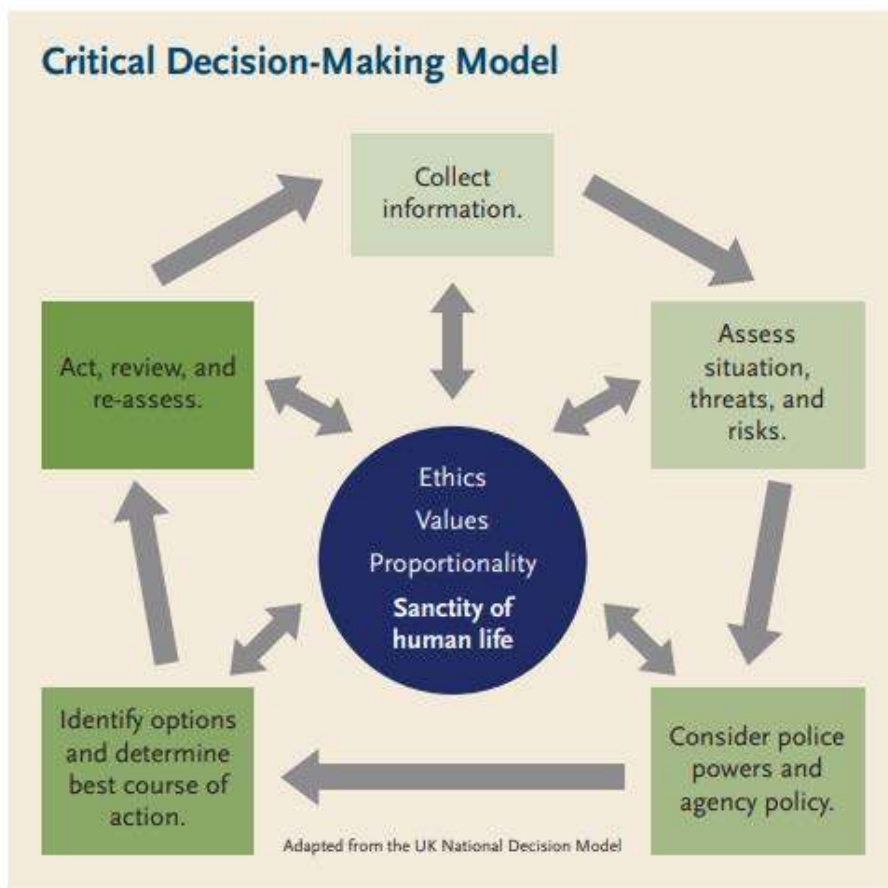 Critical Decision-Making Model
Collect
information.
Assess
situation,
threats, and
risks.
Consider police
powers and
agency policy.
Identify options
and determine
best course of
action.
Act, review, and
re-assess.
Ethics
Values
Proportionality
Sanctity of
human life
Adapted from the UK National Decision Model